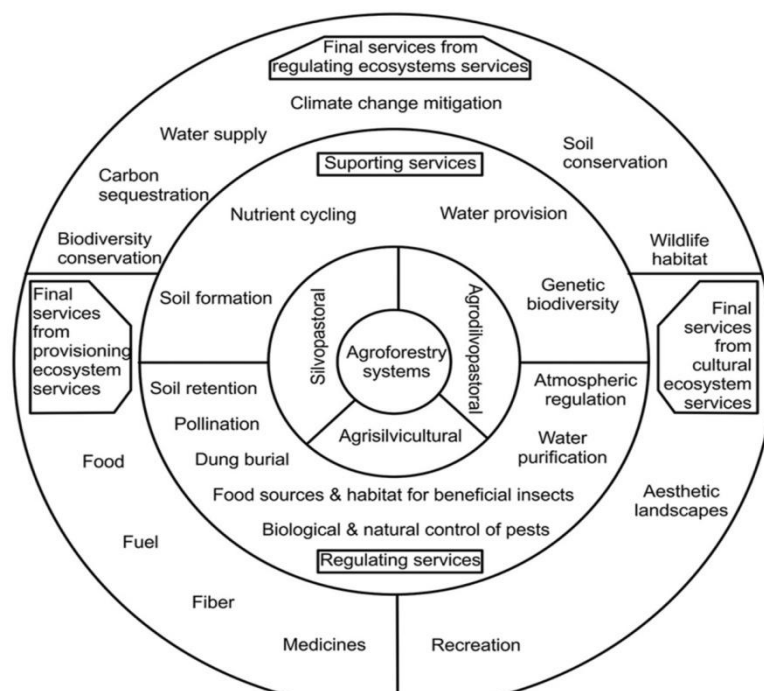 Final services from
regulating ecosystems services
Climate change mitigation
Water supply
Soil
conservation
Carbon
sequestration
Biodiversity
conservation
Wildlife
habitat
Suporting services
Nutrient cycling
Water provision
Soil formation
Genetic
biodiversity
Silvopastoral
Agrodilvopastoral
Agroforestry
systems
Agrisilvicultural
Final
services
from
provisioning
ecosystem
services
Final
services
from
cultural
ecosystem
services
Soil retention
Atmospheric
regulation
Pollination
Water
purification
Dung burial
Food sources & habitat for beneficial insects
Biological & natural control of pests
Regulating services
Food
Fuel
Fiber
Medicines
Aesthetic
landscapes
Recreation